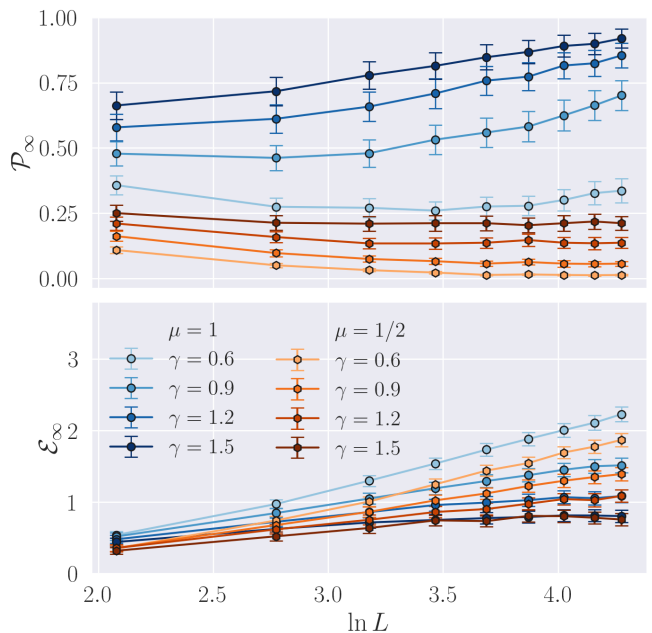 1.00
0.75
0.50
0.25
0.00
𝒫∞
μ = 1 μ = 1/2
γ = 0.6 γ = 0.6
γ = 0.9 γ = 0.9
γ = 1.2 γ = 1.2
γ = 1.5 γ = 1.5
3
2
1
0
ℰ∞
2.0 2.5 3.0 3.5 4.0
ln L